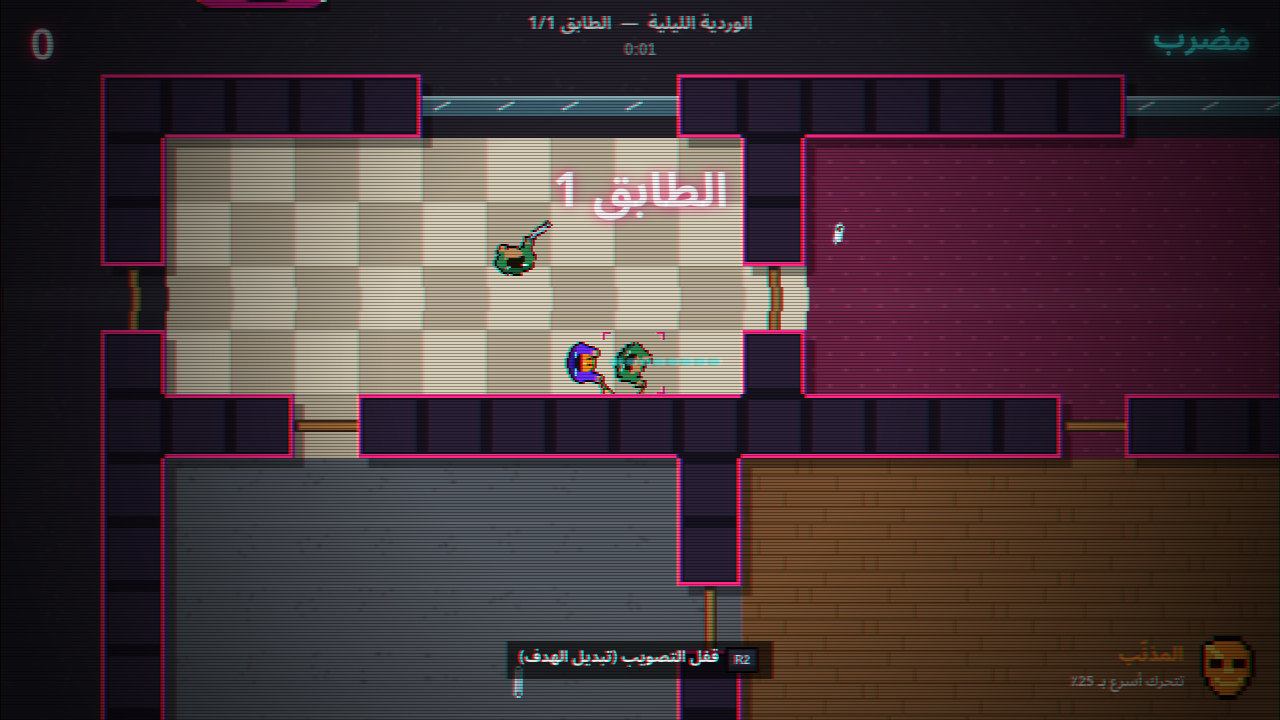 الوردية الليلية — الطابق 1/1
0:01
0
مضرب
الطابق 1
قفل التصويب (تبديل الهدف)
R2
المذنّب
تتحرك أسرع بـ 25٪